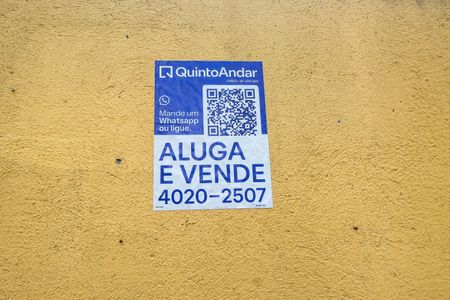 QuintoAndar
Mande um
Whatsapp
ou ligue.
ALUGA
E VENDE
4020-2507